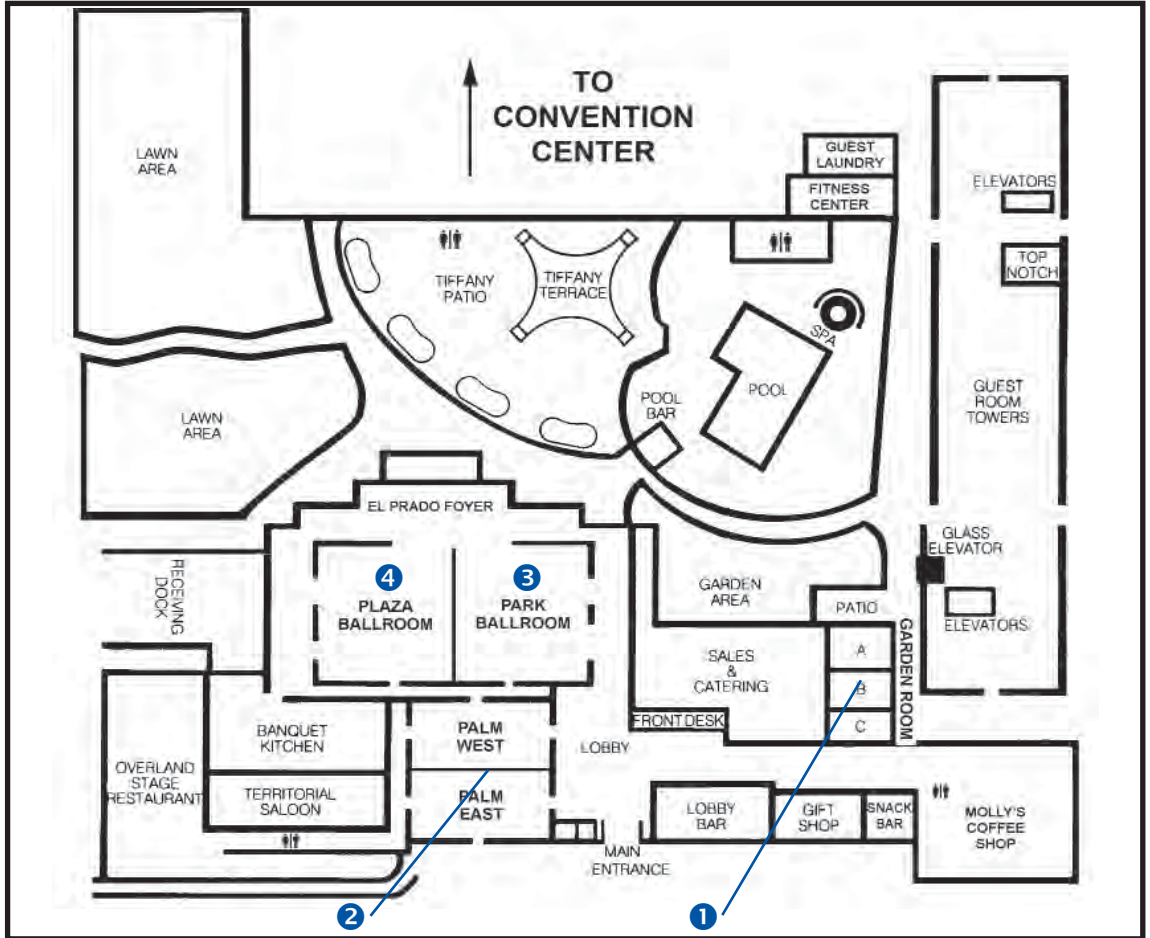 TO
CONVENTION
CENTER
LAWN
AREA
GUEST
LAUNDRY
FITNESS
CENTER
ELEVATORS
TOP
NOTCH
TIFFANY
PATIO
TIFFANY
TERRACE
SPA
POOL
POOL
BAR
GUEST
ROOM
TOWERS
LAWN
AREA
EL PRADO FOYER
GLASS
ELEVATOR
RECEIVING
DOCK
4
PLAZA
BALLROOM
3
PARK
BALLROOM
GARDEN
AREA
PATIO
ELEVATORS
GARDEN ROOM
A
B
C
SALES
&
CATERING
FRONT DESK
LOBBY
BANQUET
KITCHEN
PALM
WEST
OVERLAND
STAGE
RESTAURANT
TERRITORIAL
SALOON
PALM
EAST
LOBBY
BAR
GIFT
SHOP
SNACK
BAR
MOLLY'S
COFFEE
SHOP
MAIN
ENTRANCE
2
1